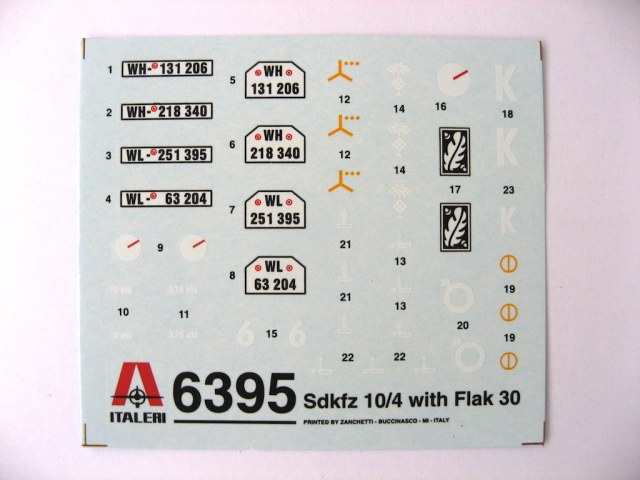 1 WH- 131 206
2 WH- 218 340
3 WL- 251 395
4 WL- 63 204
5 WH
131 206
6 WH
218 340
7 WL
251 395
8 WL
63 204
9
10
11
12
12
14
14
13
13
15
16
17
18
K
K
K
23
19
19
20
21
21
22
22
6 6
ITALERI
6395 Sdkfz 10/4 with Flak 30
PRINTED BY ZANCHETTI - BUCCINASCO - MI - ITALY